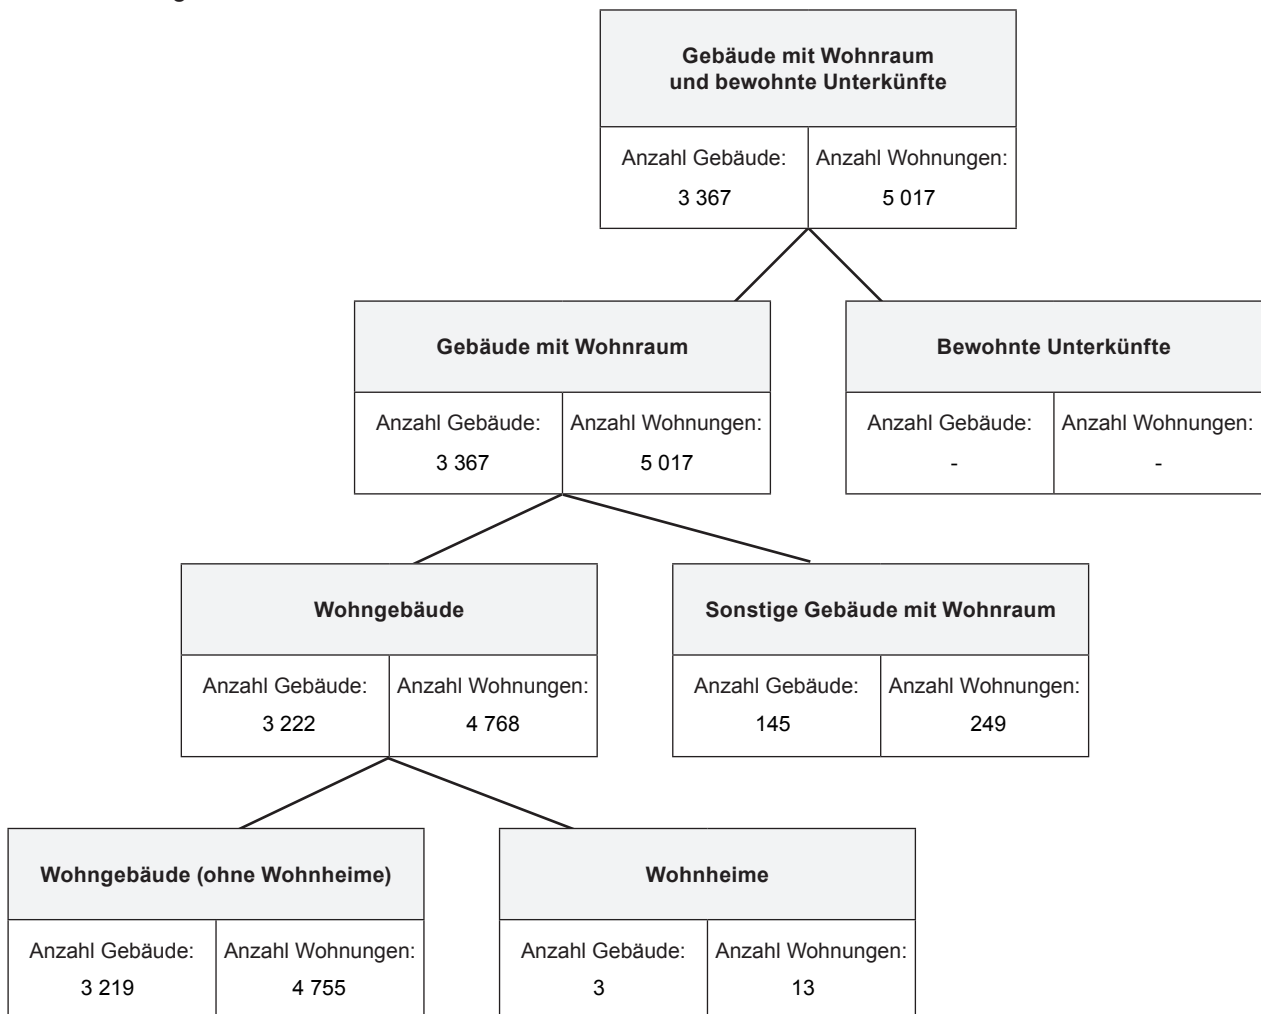 Gebäude mit Wohnraum
und bewohnte Unterkünfte
Anzahl Gebäude:
3 367
Anzahl Wohnungen:
5 017
Gebäude mit Wohnraum
Anzahl Gebäude:
3 367
Anzahl Wohnungen:
5 017
Bewohnte Unterkünfte
Anzahl Gebäude:
-
Anzahl Wohnungen:
-
Wohngebäude
Anzahl Gebäude:
3 222
Anzahl Wohnungen:
4 768
Sonstige Gebäude mit Wohnraum
Anzahl Gebäude:
145
Anzahl Wohnungen:
249
Wohngebäude (ohne Wohnheime)
Anzahl Gebäude:
3 219
Anzahl Wohnungen:
4 755
Wohnheime
Anzahl Gebäude:
3
Anzahl Wohnungen:
13